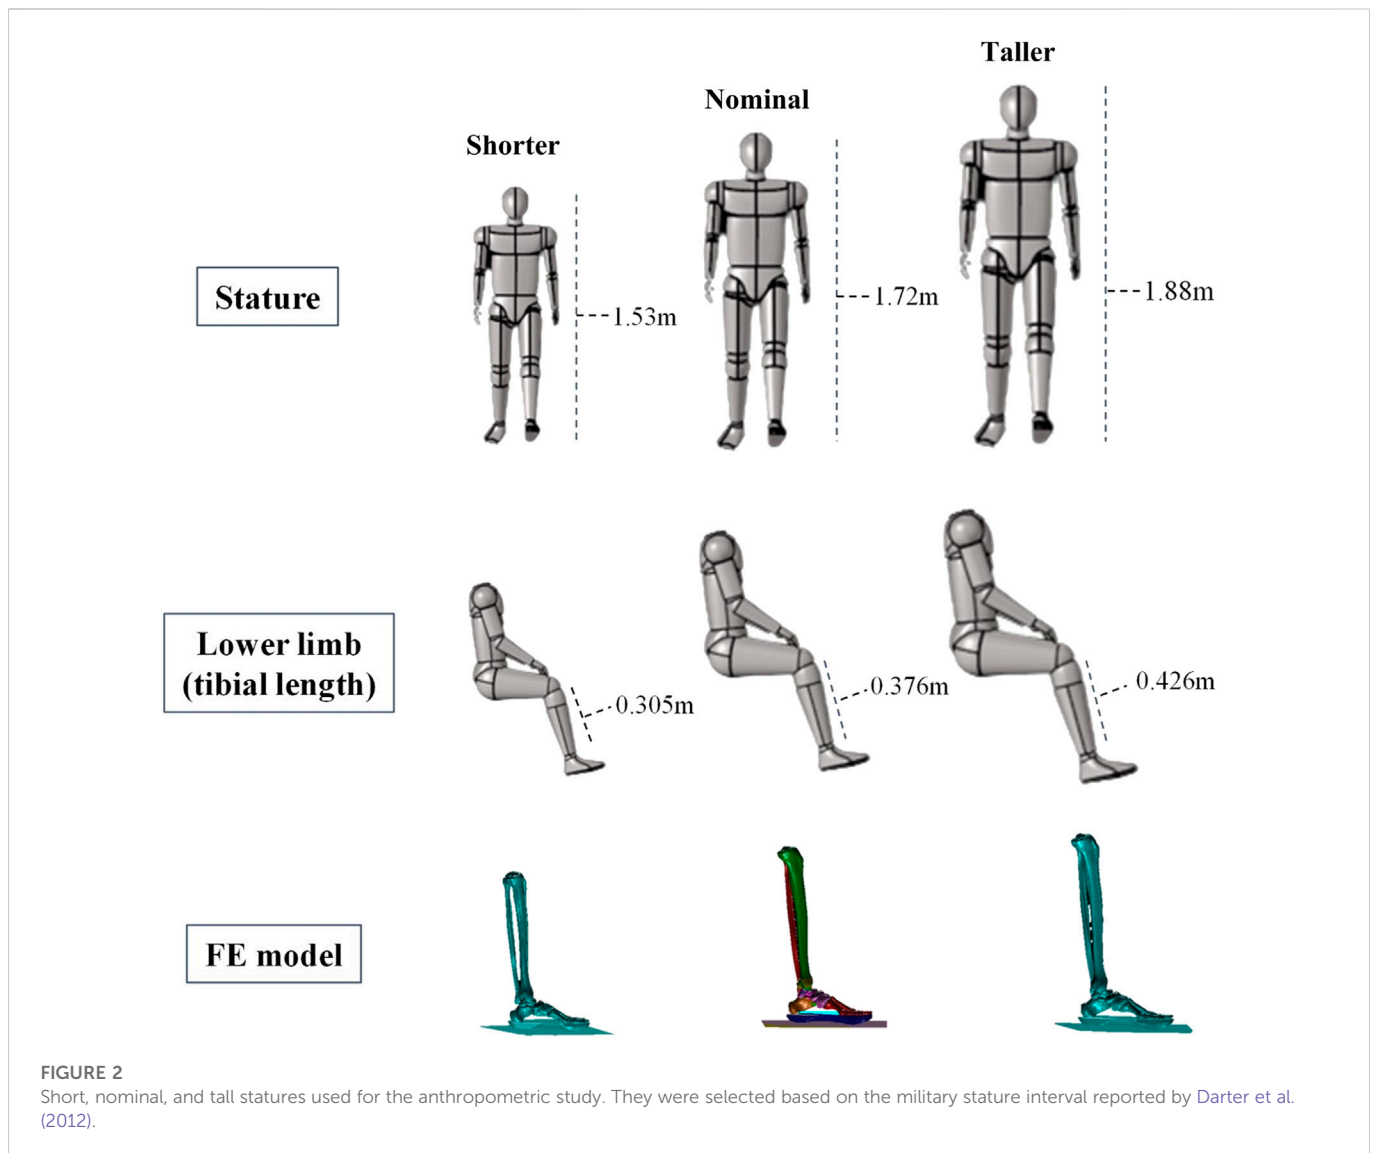 Taller
Nominal
Shorter
Stature
1.53m
1.72m
1.88m
Lower limb
(tibial length)
0.305m
0.376m
0.426m
FE model
FIGURE 2
Short, nominal, and tall statures used for the anthropometric study. They were selected based on the military stature interval reported by Darter et al.
(2012).